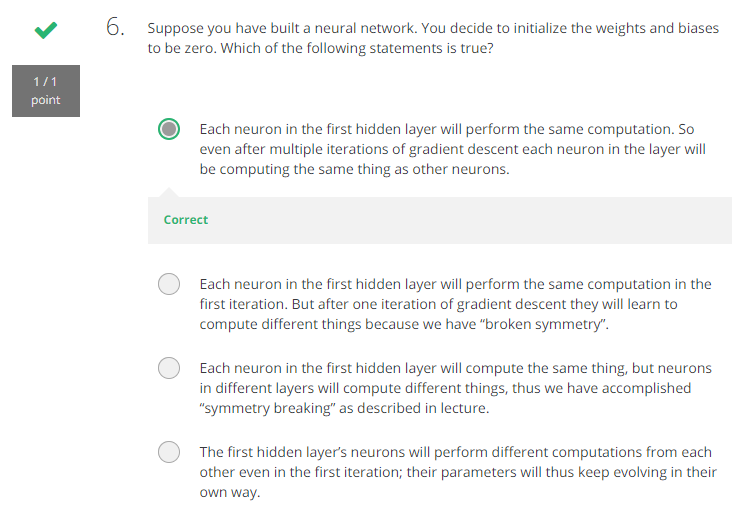 6.
Suppose you have built a neural network. You decide to initialize the weights and biases
to be zero. Which of the following statements is true?
1 / 1
point
Each neuron in the first hidden layer will perform the same computation. So
even after multiple iterations of gradient descent each neuron in the layer will
be computing the same thing as other neurons.
Correct
Each neuron in the first hidden layer will perform the same computation in the
first iteration. But after one iteration of gradient descent they will learn to
compute different things because we have “broken symmetry”.
Each neuron in the first hidden layer will compute the same thing, but neurons
in different layers will compute different things, thus we have accomplished
“symmetry breaking” as described in lecture.
The first hidden layer’s neurons will perform different computations from each
other even in the first iteration; their parameters will thus keep evolving in their
own way.